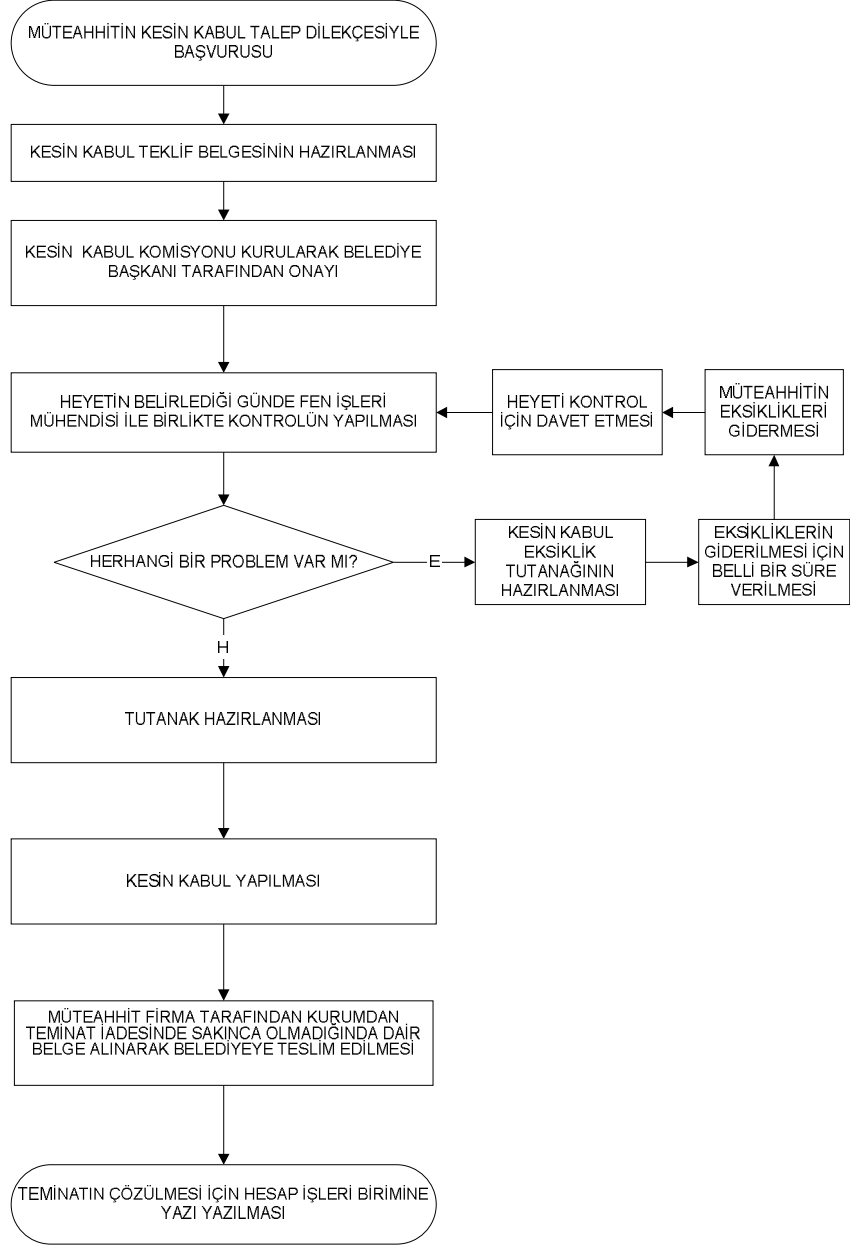 MÜTEAHHİTİN KESİN KABUL TALEP DİLEKÇESİYLE
BAŞVURUSU
KESİN KABUL TEKLİF BELGESİNİN HAZIRLANMASI
KESİN KABUL KOMİSYONU KURULARAK BELEDİYE
BAŞKANI TARAFINDAN ONAYI
HEYETİN BELİRLEDİĞİ GÜNDE FEN İŞLERİ
MÜHENDİSİ İLE BİRLİKTE KONTROLÜN YAPILMASI
HEYETİ KONTROL
İÇİN DAVET ETMESİ
MÜTEAHHİTİN
EKSİKLİKLERİ
GİDERMESİ
HERHANGİ BİR PROBLEM VAR MI?
E
KESİN KABUL
EKSİKLİK
TUTANAĞININ
HAZIRLANMASI
EKSİKLİKLERİN
GİDERİLMESİ İÇİN
BELLİ BİR SÜRE
VERİLMESİ
H
TUTANAK HAZIRLANMASI
KESİN KABUL YAPILMASI
MÜTEAHHİT FİRMA TARAFINDAN KURUMDAN
TEMİNAT İADESİNDE SAKINCA OLMADIĞINDA DAİR
BELGE ALINARAK BELEDİYEYE TESLİM EDİLMESİ
TEMİNATIN ÇÖZÜLMESİ İÇİN HESAP İŞLERİ BİRİMİNE
YAZI YAZILMASI